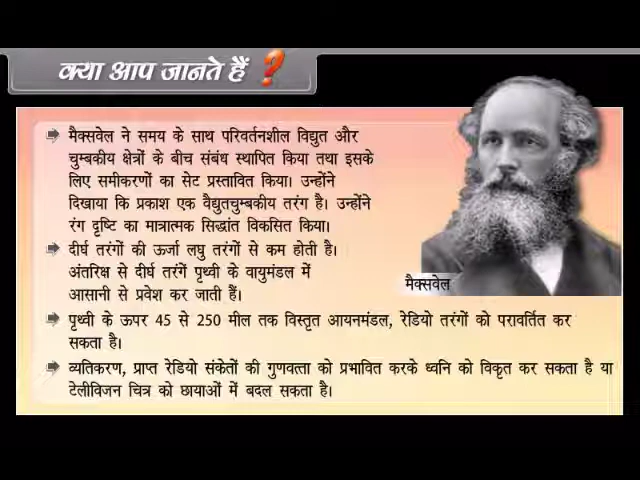 क्या आप जानते हैं ?
मैक्सवेल ने समय के साथ परिवर्तनशील विद्युत और
चुम्बकीय क्षेत्रों के बीच संबंध स्थापित किया तथा इसके
लिए समीकरणों का सेट प्रस्तावित किया। उन्होंने
दिखाया कि प्रकाश एक वैद्युतचुम्बकीय तरंग है। उन्होंने
रंग दृष्टि का मात्रात्मक सिद्धांत विकसित किया।
दीर्घ तरंगों की ऊर्जा लघु तरंगों से कम होती है।
अंतरिक्ष से दीर्घ तरंगें पृथ्वी के वायुमंडल में
आसानी से प्रवेश कर जाती हैं।
मैक्सवेल
पृथ्वी के ऊपर 45 से 250 मील तक विस्तृत आयनमंडल, रेडियो तरंगों को परावर्तित कर
सकता है।
व्यतिकरण, प्राप्त रेडियो संकेतों की गुणवत्ता को प्रभावित करके ध्वनि को विकृत कर सकता है या
टेलीविजन चित्र को छायाओं में बदल सकता है।